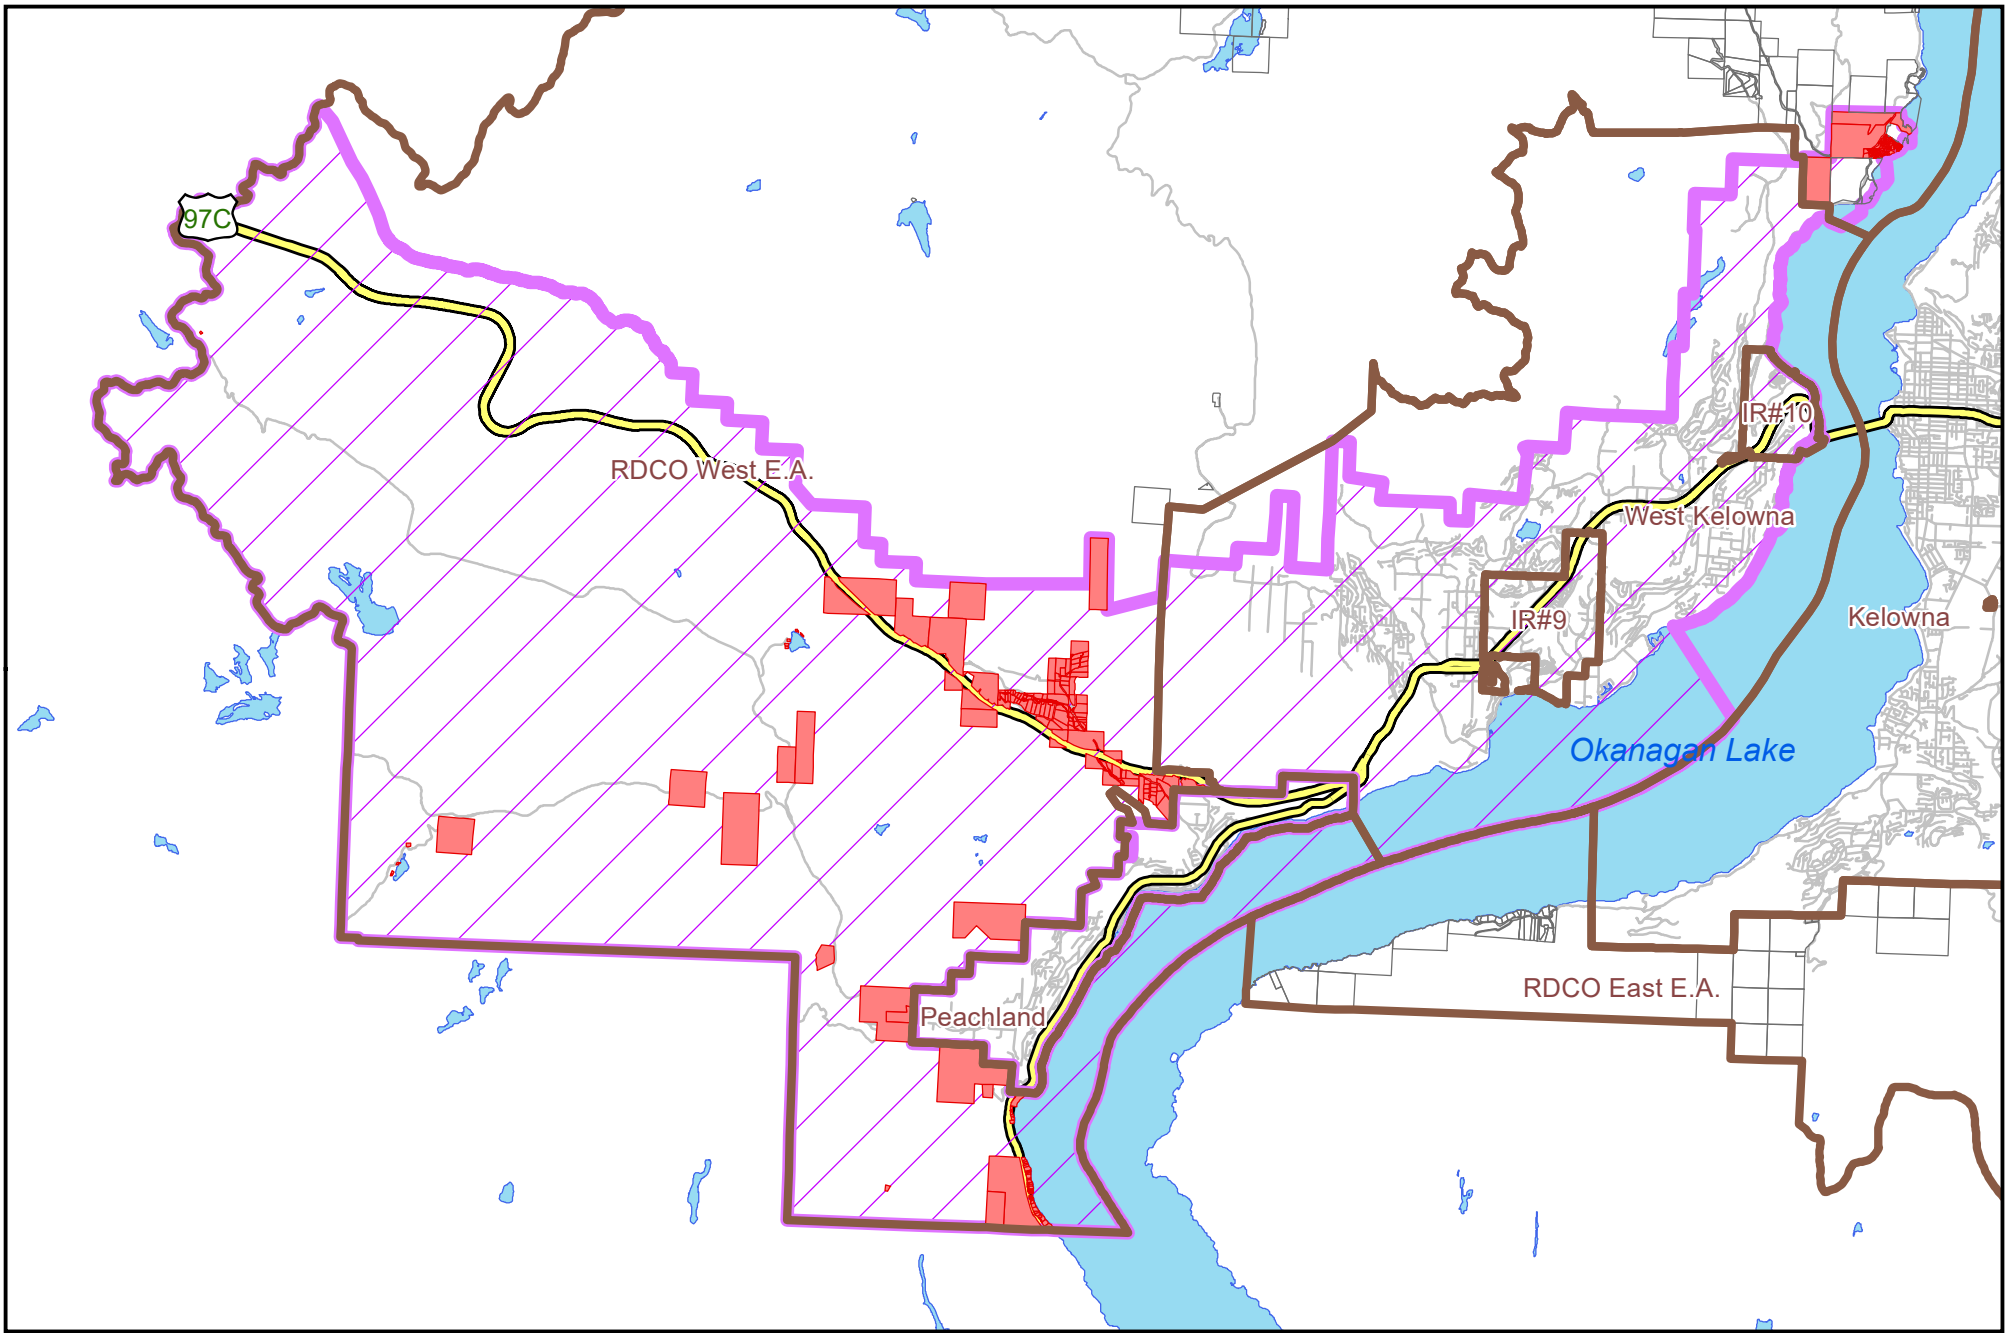 97C
IR#10
RDCO West E.A.
West Kelowna
IR#9
Kelowna
Okanagan Lake
RDCO East E.A.
Peachland